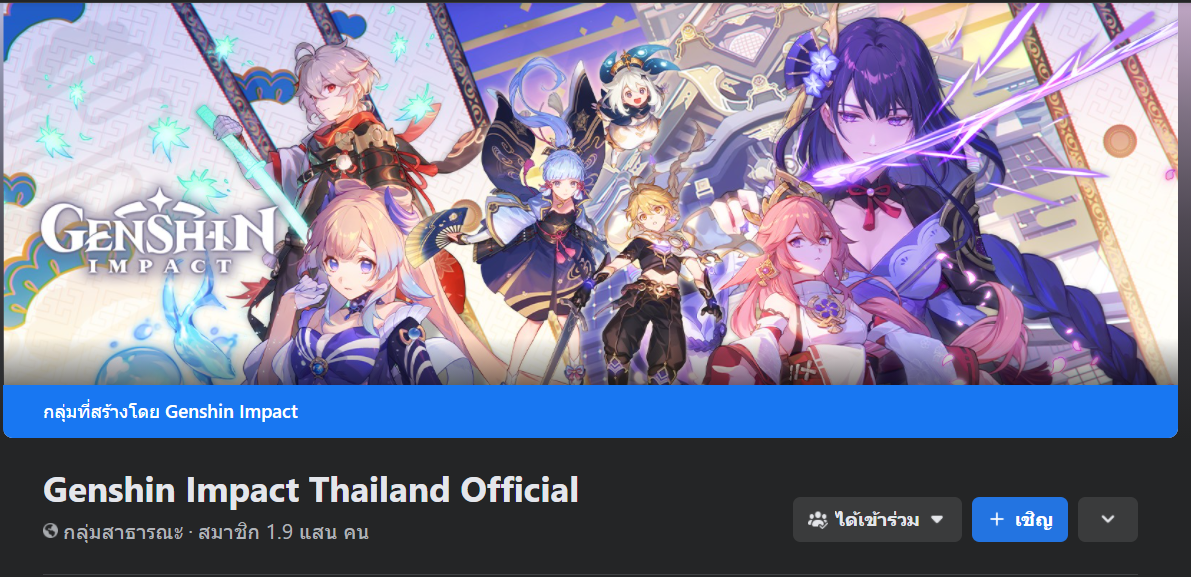 GENSHIN
IMPACT
กลุ่มที่สร้างโดย Genshin Impact
Genshin Impact Thailand Official
กลุ่มสาธารณะ · สมาชิก 1.9 แสน คน
ได้เข้าร่วม
+ เชิญ